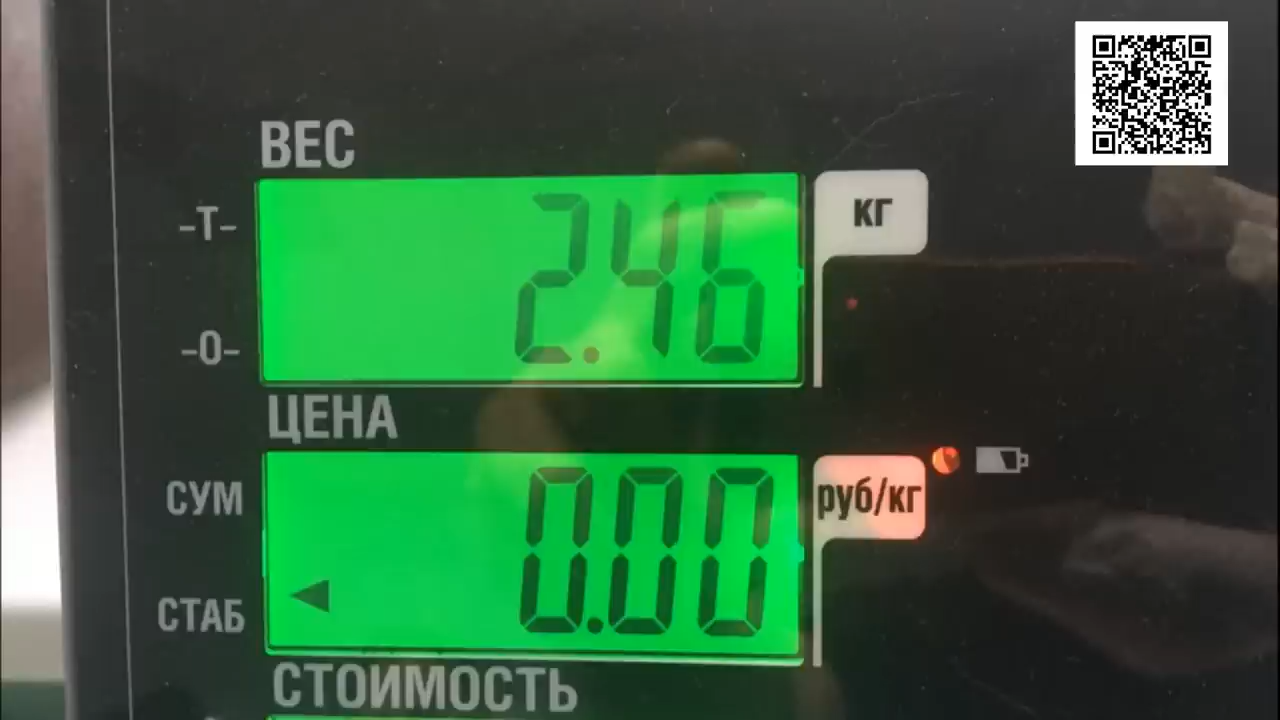 ВЕС
-Т-
2.46
кг
-0-
ЦЕНА
СУМ
0.00
руб/кг
СТАБ
СТОИМОСТЬ